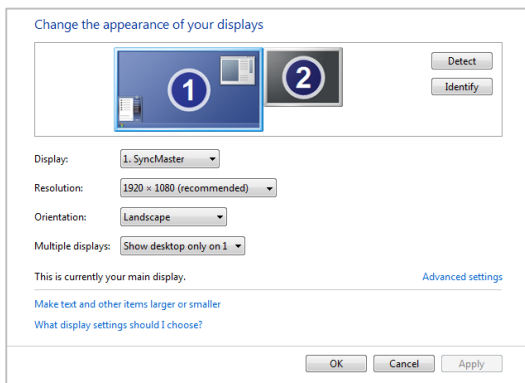 Change the appearance of your displays
1
2
Detect
Identify
Display: 1. SyncMaster
Resolution: 1920 × 1080 (recommended)
Orientation: Landscape
Multiple displays: Show desktop only on 1
This is currently your main display. Advanced settings
Make text and other items larger or smaller
What display settings should I choose?
OK Cancel Apply